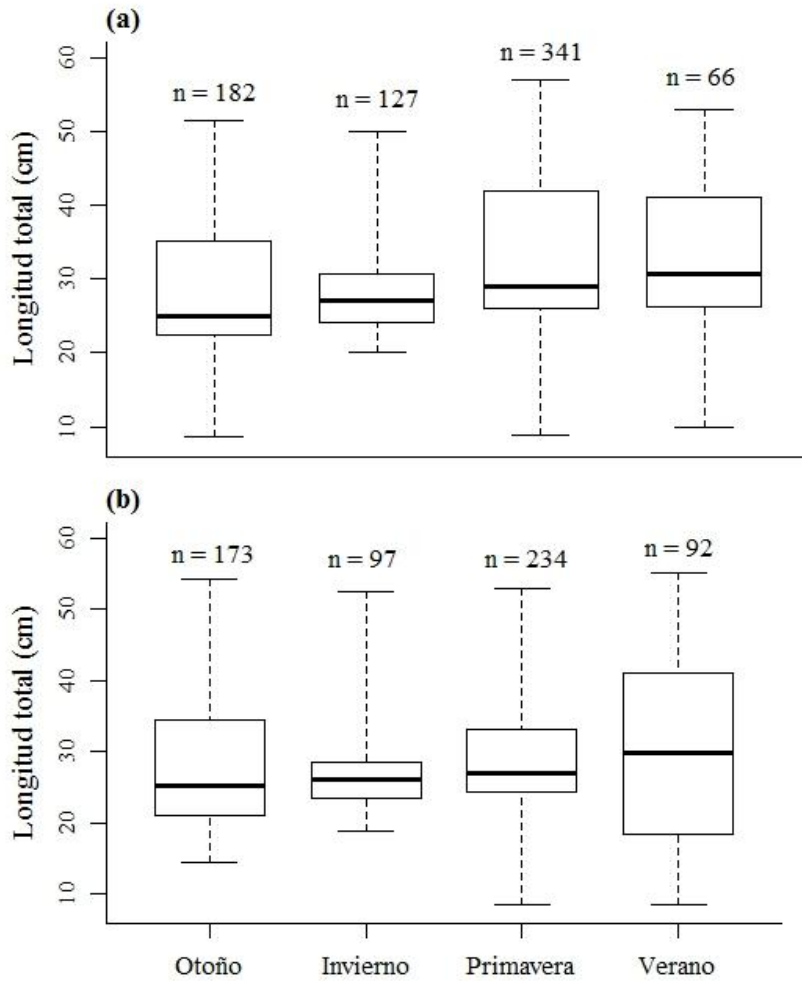 (a)
n = 182
n = 127
n = 341
n = 66
Longitud total (cm)
60
50
40
30
20
10
(b)
n = 173
n = 97
n = 234
n = 92
Longitud total (cm)
60
50
40
30
20
10
Otoño
Invierno
Primavera
Verano